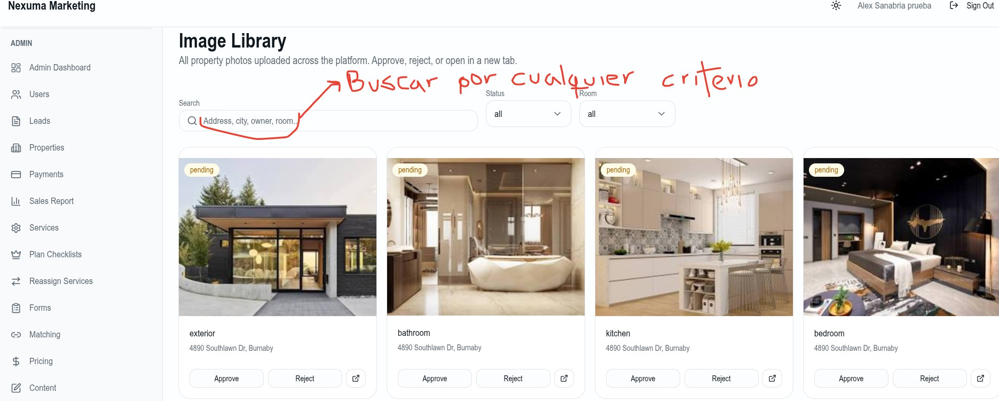 Nexuma Marketing
Alex Sanabria prueba
Sign Out
ADMIN
Admin Dashboard
Users
Leads
Properties
Payments
Sales Report
Services
Plan Checklists
Reassign Services
Forms
Matching
Pricing
Content
Image Library
All property photos uploaded across the platform. Approve, reject, or open in a new tab.
Buscar por cualquier criterio
Search
Address, city, owner, room..
Status
all
Room
all
pending
exterior
4890 Southlawn Dr, Burnaby
Approve
Reject
pending
bathroom
4890 Southlawn Dr, Burnaby
Approve
Reject
pending
kitchen
4890 Southlawn Dr, Burnaby
Approve
Reject
pending
bedroom
4890 Southlawn Dr, Burnaby
Approve
Reject